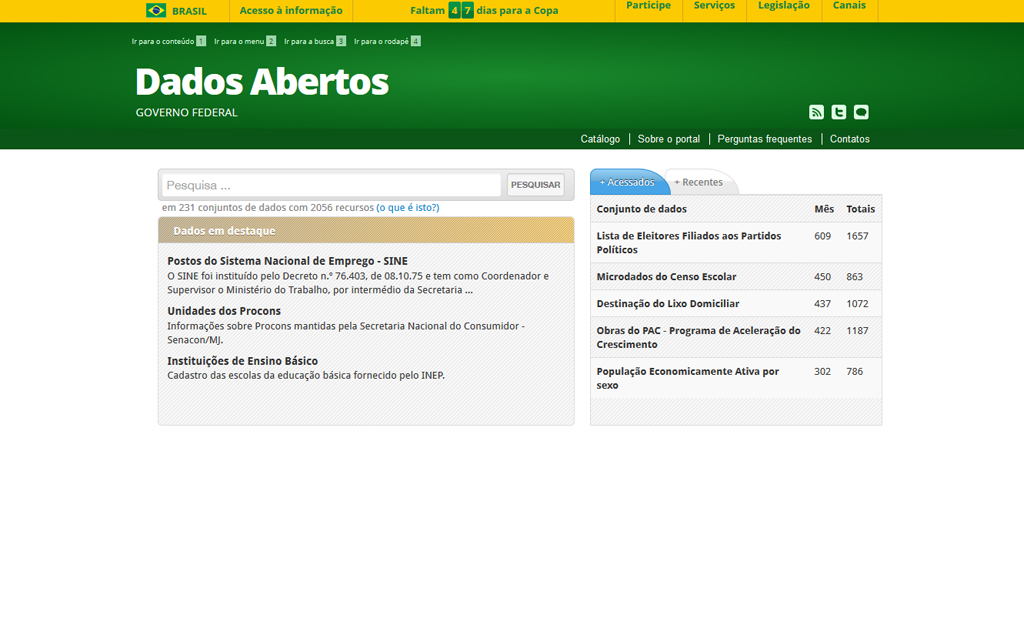 BRASIL
Acesso à informação
Faltam 4 7 dias para a Copa
Participe
Serviços
Legislação
Canais
Ir para o conteúdo 1 Ir para o menu 2 Ir para a busca 3 Ir para o rodapé 4
Dados Abertos
GOVERNO FEDERAL
Catálogo | Sobre o portal | Perguntas frequentes | Contatos
Pesquisa ...
PESQUISAR
em 231 conjuntos de dados com 2056 recursos (o que é isto?)
Dados em destaque
Postos do Sistema Nacional de Emprego - SINE
O SINE foi instituído pelo Decreto n.º 76.403, de 08.10.75 e tem como Coordenador e
Supervisor o Ministério do Trabalho, por intermédio da Secretaria ...
Unidades dos Procons
Informações sobre Procons mantidas pela Secretaria Nacional do Consumidor -
Senacon/MJ.
Instituições de Ensino Básico
Cadastro das escolas da educação básica fornecido pelo INEP.
+ Acessados
+ Recentes
Conjunto de dados Mês Totais
Lista de Eleitores Filiados aos Partidos 609 1657
Políticos
Microdados do Censo Escolar 450 863
Destinação do Lixo Domiciliar 437 1072
Obras do PAC - Programa de Aceleração do 422 1187
Crescimento
População Economicamente Ativa por 302 786
sexo